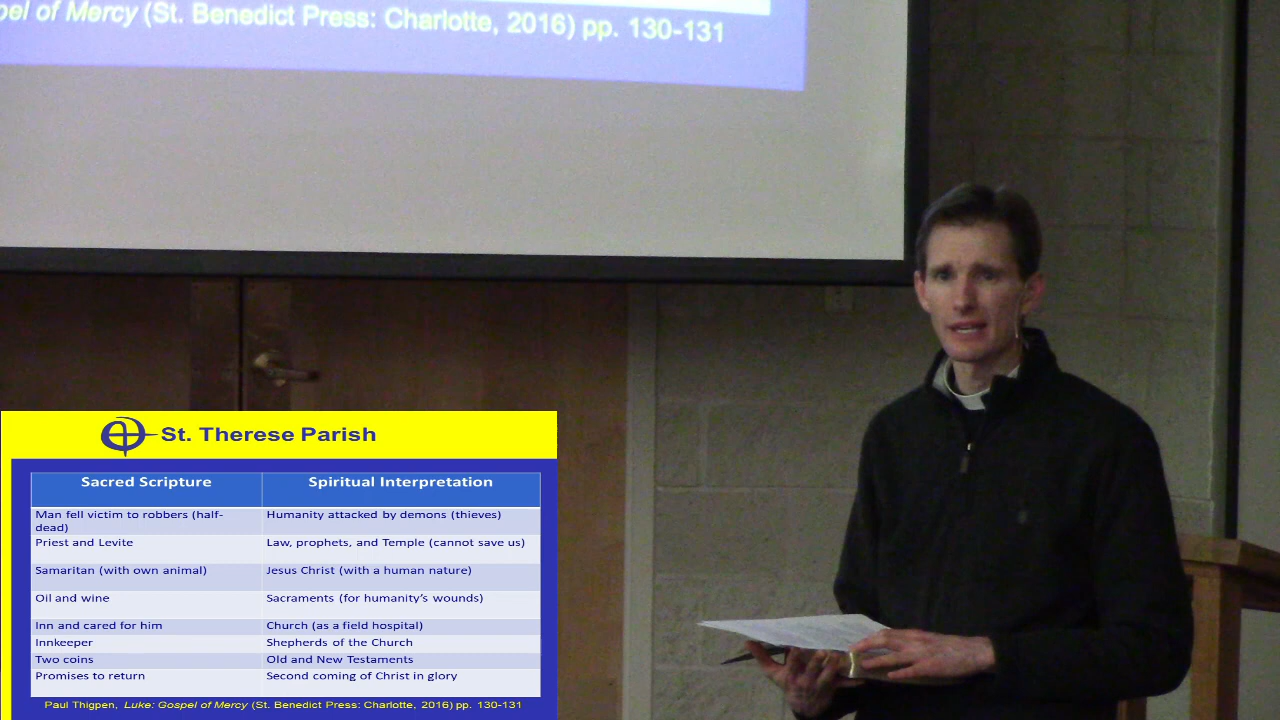 pel of Mercy (St. Benedict Press: Charlotte, 2016) pp. 130-131
St. Therese Parish
Sacred Scripture Spiritual Interpretation
Man fell victim to robbers (half-
dead) Humanity attacked by demons (thieves)
Priest and Levite Law, prophets, and Temple (cannot save us)
Samaritan (with own animal) Jesus Christ (with a human nature)
Oil and wine Sacraments (for humanity’s wounds)
Inn and cared for him Church (as a field hospital)
Innkeeper Shepherds of the Church
Two coins Old and New Testaments
Promises to return Second coming of Christ in glory
Paul Thigpen, Luke: Gospel of Mercy (St. Benedict Press: Charlotte, 2016) pp. 130-131